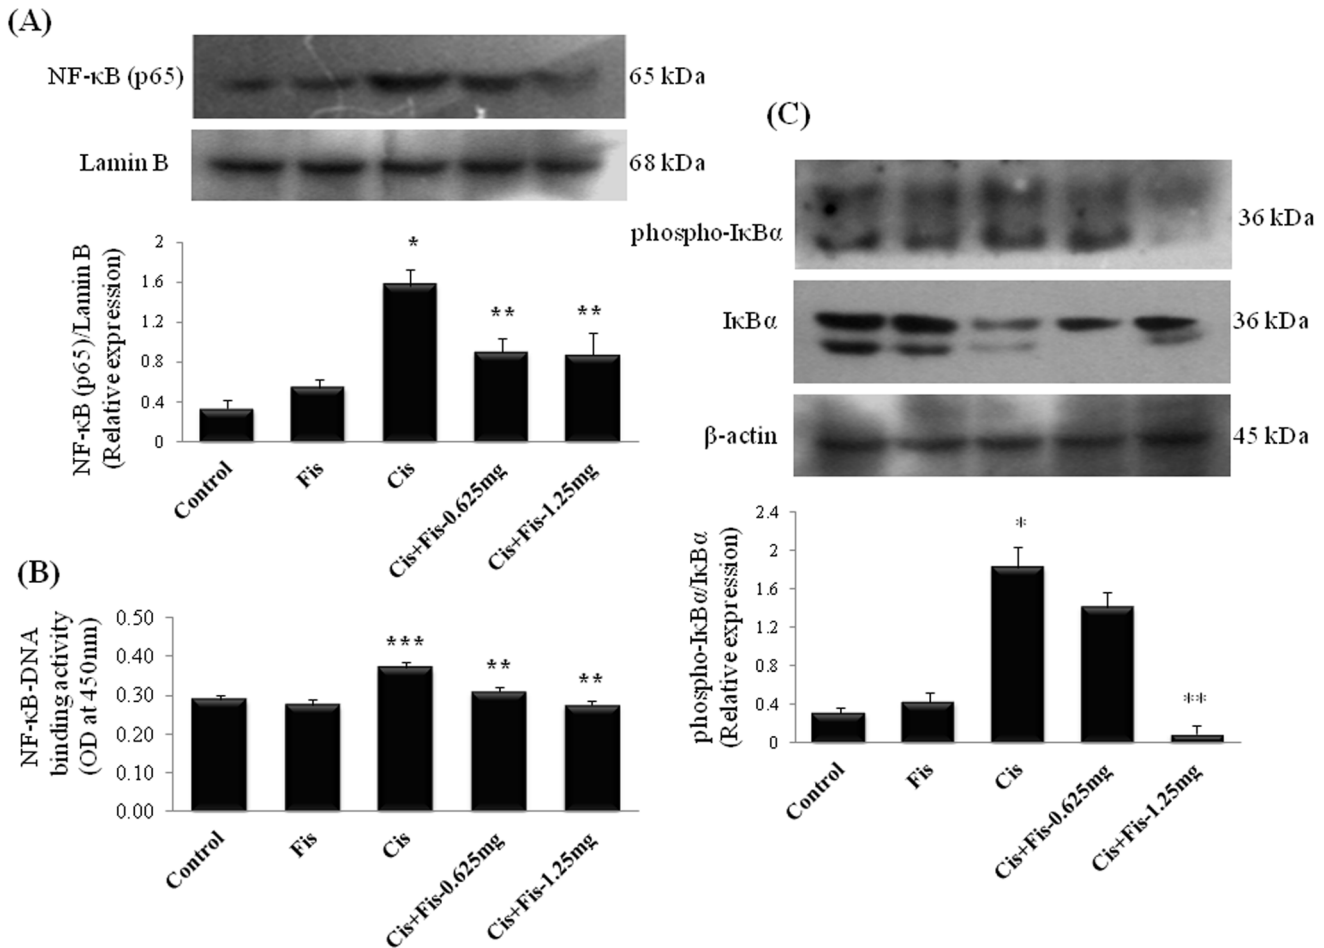 (A)
NF-κB (p65)
65 kDa
Lamin B
68 kDa
NF-κB (p65)/Lamin B
(Relative expression)
2
1.6
1.2
0.8
0.4
0
*
**
**
Control
Fis
Cis
Cis+Fis-0.625mg
Cis+Fis-1.25mg
(B)
NF-κB-DNA
binding activity
(OD at 450nm)
0.50
0.40
0.30
0.20
0.10
0.00
***
**
**
Control
Fis
Cis
Cis+Fis-0.625mg
Cis+Fis-1.25mg
(C)
phospho-IκBα
36 kDa
IκBα
36 kDa
β-actin
45 kDa
phospho-IκBα/IκBα
(Relative expression)
2.4
2
1.6
1.2
0.8
0.4
0
*
**
Control
Fis
Cis
Cis+Fis-0.625mg
Cis+Fis-1.25mg